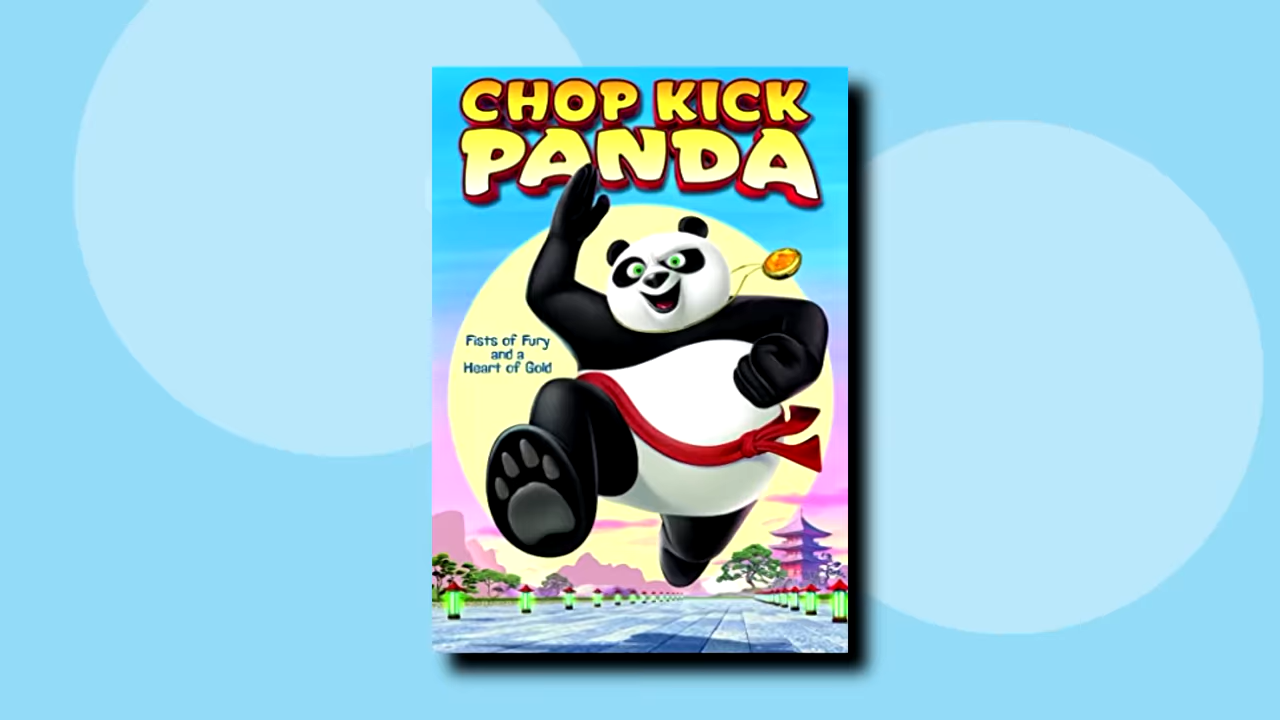 CHOP KICK
PANDA
Fists of Fury
and a
Heart of Gold